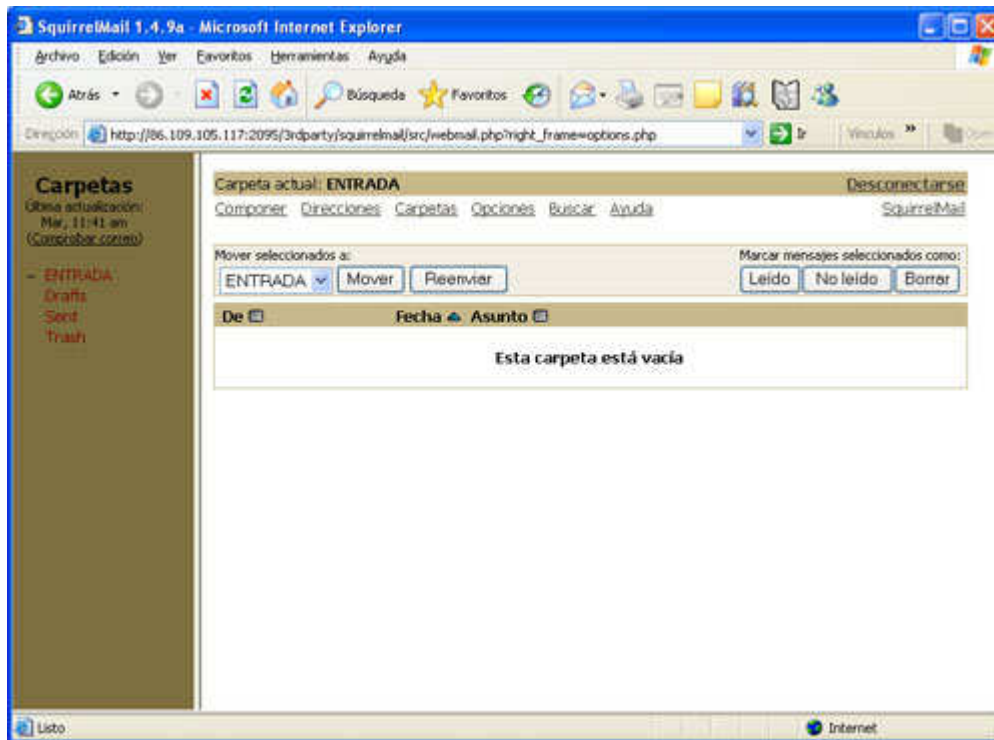 SquirrelMail 1.4.9a - Microsoft Internet Explorer
Archivo Edición Ver Favoritos Herramientas Ayuda
Atrás Búsqueda Favoritos
Dirección http://86.109.105.117:2095/3rdparty/squirrelmail/src/webmail.php?right_frame=options.php Ir Vínculos »
Carpetas
Última actualización:
Mar, 11:41 am
(Comprobar correo)
- ENTRADA
Drafts
Sent
Trash
Carpeta actual: ENTRADA Desconectarse
Componer Direcciones Carpetas Opciones Buscar Ayuda SquirrelMail
Mover seleccionados a: Marcar mensajes seleccionados como:
ENTRADA Mover Reenviar Leído No leído Borrar
De Fecha Asunto
Esta carpeta está vacía
Listo Internet